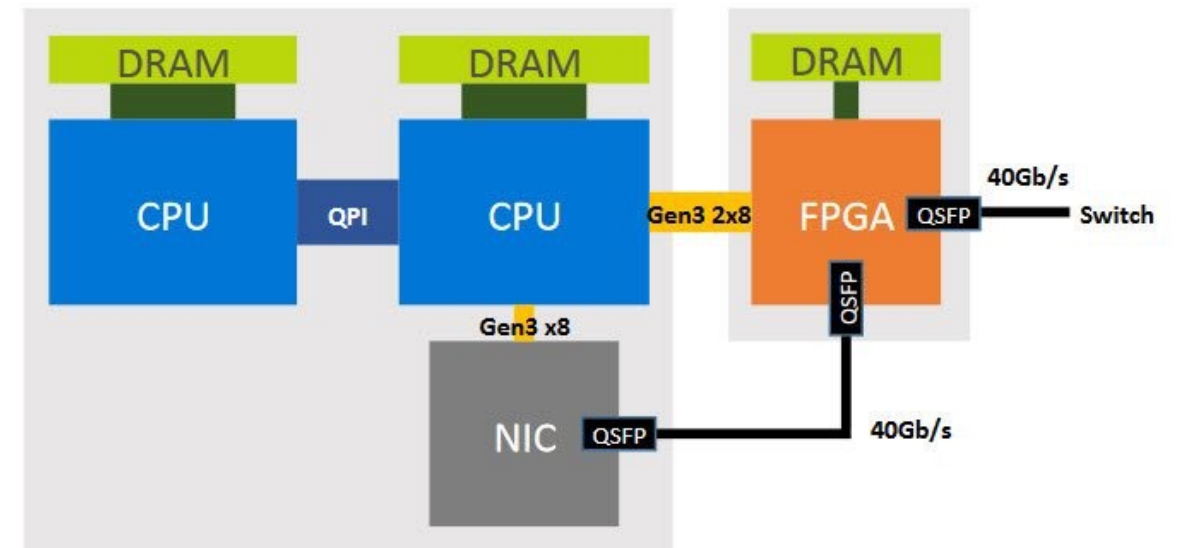 DRAM
DRAM
DRAM
CPU
QPI
CPU
Gen3 2x8
FPGA
QSFP
40Gb/s
Switch
QSFP
Gen3 x8
NIC
QSFP
40Gb/s